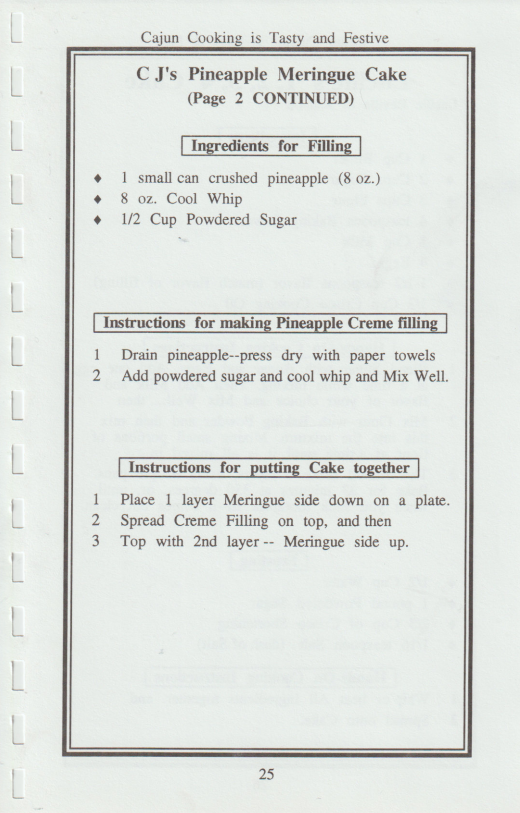 Cajun Cooking is Tasty and Festive
C J's Pineapple Meringue Cake
(Page 2 CONTINUED)
Ingredients for Filling
♦ 1 small can crushed pineapple (8 oz.)
♦ 8 oz. Cool Whip
♦ 1/2 Cup Powdered Sugar
Instructions for making Pineapple Creme filling
1 Drain pineapple--press dry with paper towels
2 Add powdered sugar and cool whip and Mix Well.
Instructions for putting Cake together
1 Place 1 layer Meringue side down on a plate.
2 Spread Creme Filling on top, and then
3 Top with 2nd layer -- Meringue side up.
25